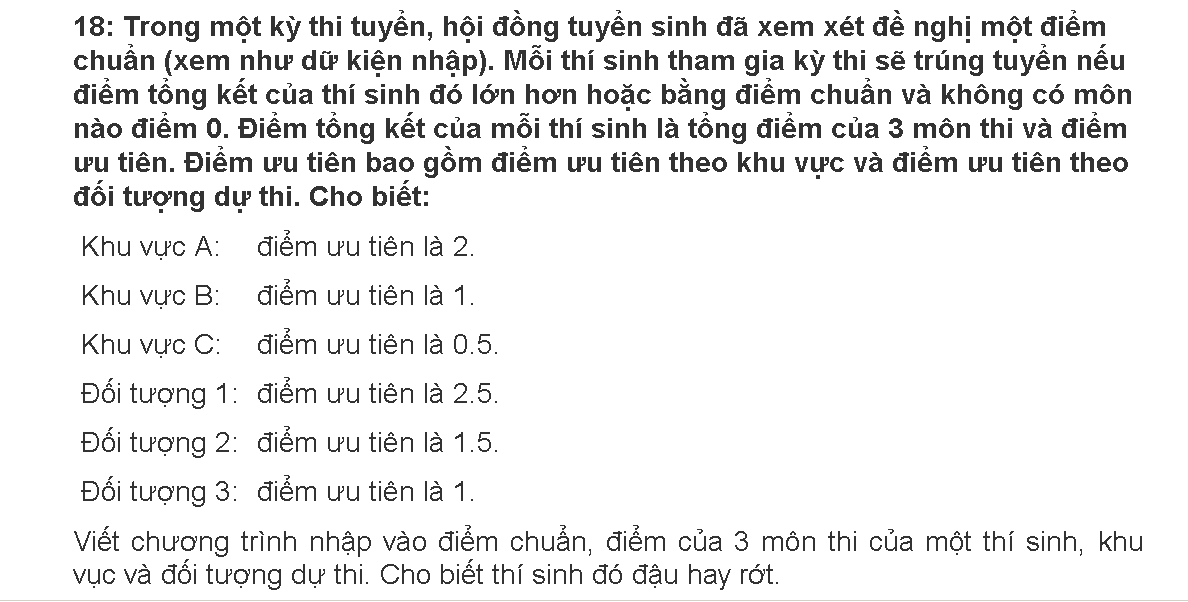 18: Trong một kỳ thi tuyển, hội đồng tuyển sinh đã xem xét đề nghị một điểm
chuẩn (xem như dữ kiện nhập). Mỗi thí sinh tham gia kỳ thi sẽ trúng tuyển nếu
điểm tổng kết của thí sinh đó lớn hơn hoặc bằng điểm chuẩn và không có môn
nào điểm 0. Điểm tổng kết của mỗi thí sinh là tổng điểm của 3 môn thi và điểm
ưu tiên. Điểm ưu tiên bao gồm điểm ưu tiên theo khu vực và điểm ưu tiên theo
đối tượng dự thi. Cho biết:
Khu vực A: điểm ưu tiên là 2.
Khu vực B: điểm ưu tiên là 1.
Khu vực C: điểm ưu tiên là 0.5.
Đối tượng 1: điểm ưu tiên là 2.5.
Đối tượng 2: điểm ưu tiên là 1.5.
Đối tượng 3: điểm ưu tiên là 1.
Viết chương trình nhập vào điểm chuẩn, điểm của 3 môn thi của một thí sinh, khu
vục và đối tượng dự thi. Cho biết thí sinh đó đậu hay rớt.